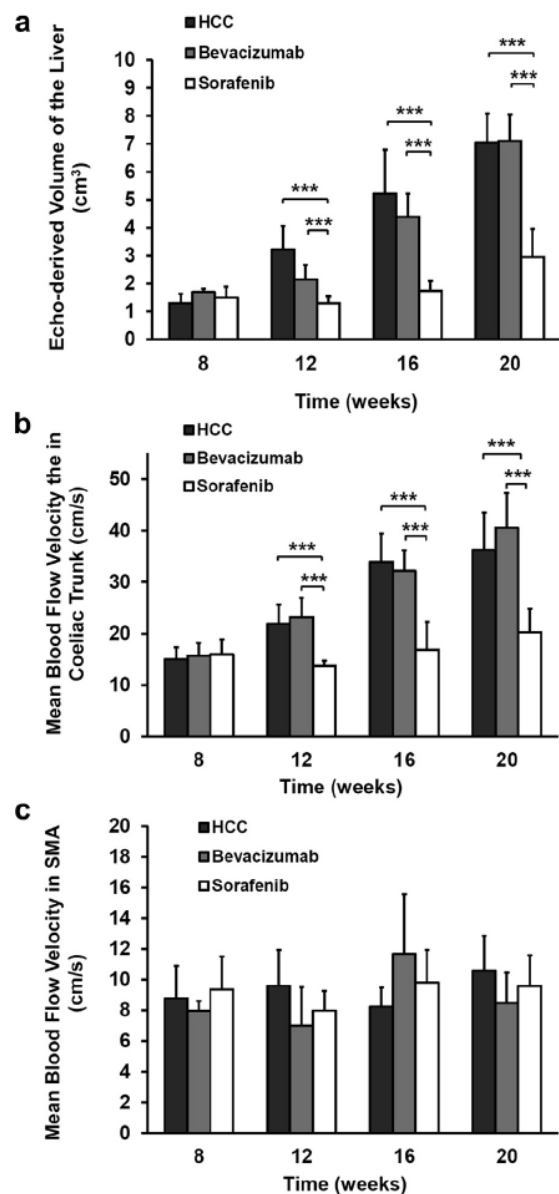 a
HCC
Bevacizumab
Sorafenib
Echo-derived Volume of the Liver
(cm³)
10
9
8
7
6
5
4
3
2
1
0
***
***
***
***
***
***
8 12 16 20
Time (weeks)
b
HCC
Bevacizumab
Sorafenib
Mean Blood Flow Velocity the in
Coeliac Trunk (cm/s)
50
40
30
20
10
0
***
***
***
***
***
***
8 12 16 20
Time (weeks)
c
HCC
Bevacizumab
Sorafenib
Mean Blood Flow Velocity in SMA
(cm/s)
20
18
16
14
12
10
8
6
4
2
0
8 12 16 20
Time (weeks)